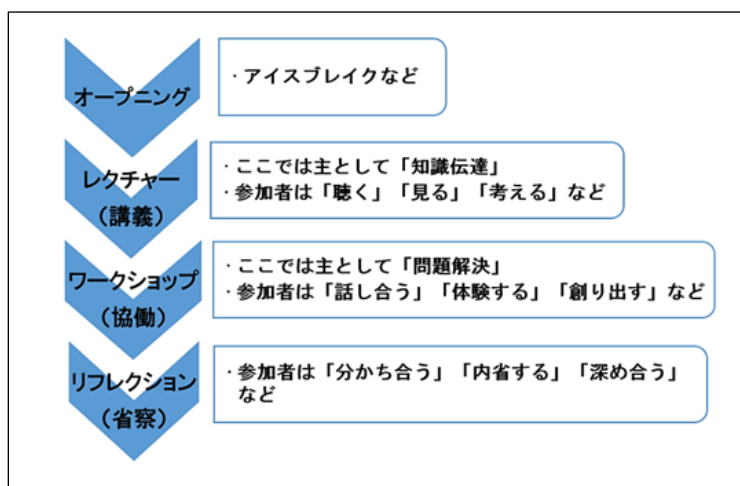 オープニング
・アイスブレイクなど
レクチャー
（講義）
・ここでは主として「知識伝達」
・参加者は「聴く」「見る」「考える」など
ワークショップ
（協働）
・ここでは主として「問題解決」
・参加者は「話し合う」「体験する」「創り出す」など
リフレクション
（省察）
・参加者は「分かち合う」「内省する」「深め合う」
など